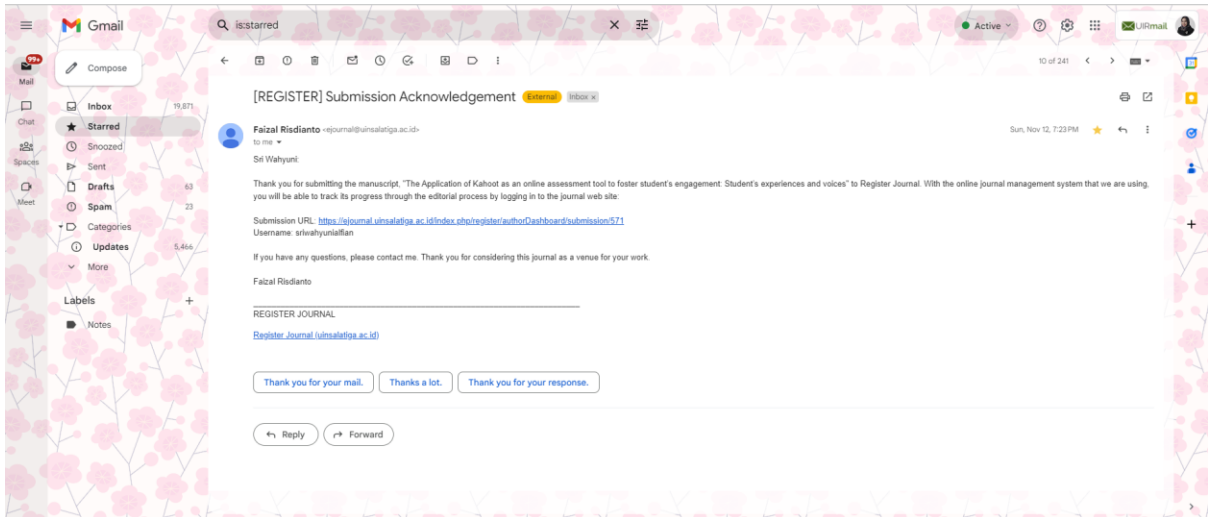 Gmail
is:starred
Active
UIRmail
99+
Mail
Chat
Spaces
Meet
Compose
Inbox 19,871
Starred
Snoozed
Sent
Drafts 63
Spam 23
Categories
Updates 5,466
More
Labels
Notes
10 of 241
[REGISTER] Submission Acknowledgement External Inbox x
Faizal Risdianto <ejournal@uinsalatiga.ac.id> Sun, Nov 12, 7:23 PM
to me
Sri Wahyuni:
Thank you for submitting the manuscript, "The Application of Kahoot as an online assessment tool to foster student's engagement: Student's experiences and voices" to Register Journal. With the online journal management system that we are using,
you will be able to track its progress through the editorial process by logging in to the journal web site:
Submission URL: https://ejournal.uinsalatiga.ac.id/index.php/register/authorDashboard/submission/571
Username: sriwahyunialfian
If you have any questions, please contact me. Thank you for considering this journal as a venue for your work.
Faizal Risdianto
REGISTER JOURNAL
Register Journal (uinsalatiga.ac.id)
Thank you for your mail. Thanks a lot. Thank you for your response.
Reply Forward